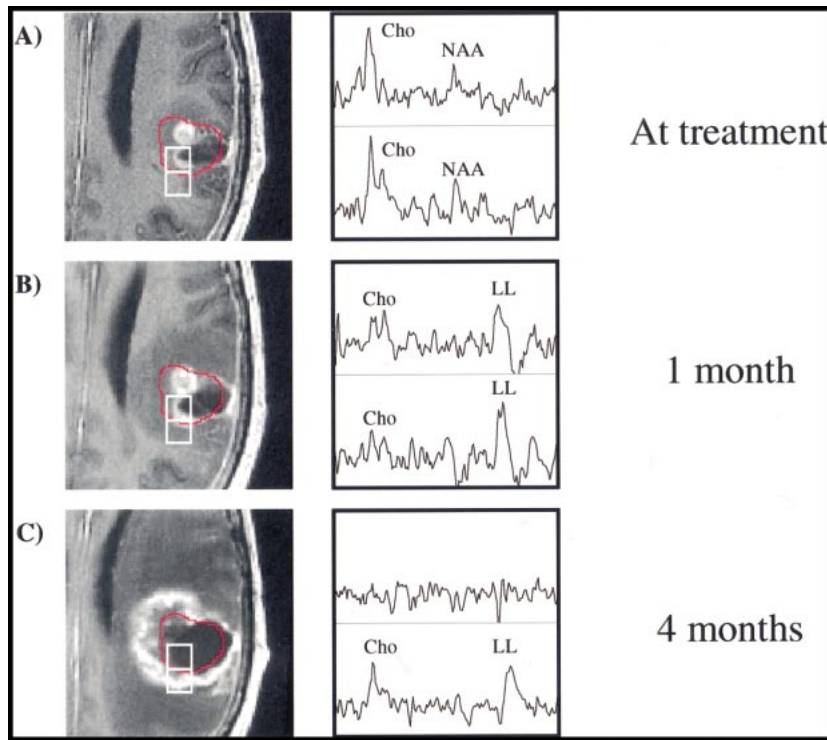 A)
Cho
NAA
Cho
NAA
At treatment
B)
Cho
LL
Cho
LL
1 month
C)
Cho
LL
4 months